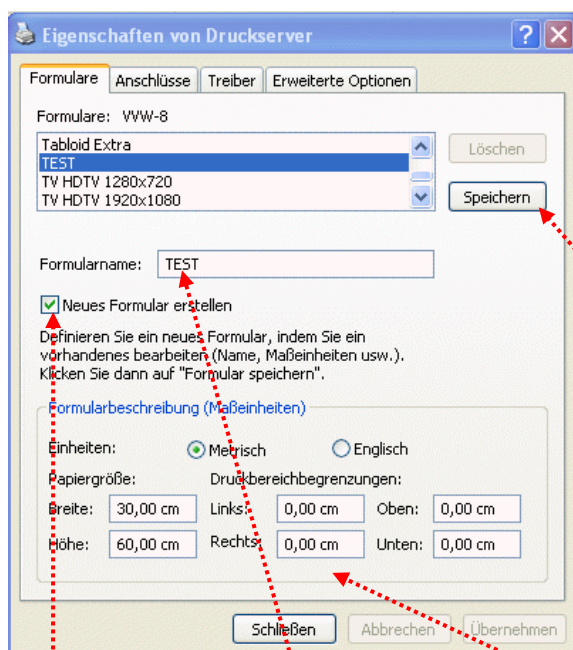 Eigenschaften von Druckserver
Formulare Anschlüsse Treiber Erweiterte Optionen
Formulare: VVW-8
Tabloid Extra
TEST
TV HDTV 1280x720
TV HDTV 1920x1080
Löschen
Speichern
Formularname: TEST
Neues Formular erstellen
Definieren Sie ein neues Formular, indem Sie ein
vorhandenes bearbeiten (Name, Maßeinheiten usw.).
Klicken Sie dann auf "Formular speichern".
Formularbeschreibung (Maßeinheiten)
Einheiten: Metrisch Englisch
Papiergröße: Druckbereichbegrenzungen:
Breite: 30,00 cm Links: 0,00 cm Oben: 0,00 cm
Höhe: 60,00 cm Rechts: 0,00 cm Unten: 0,00 cm
Schließen Abbrechen Übernehmen